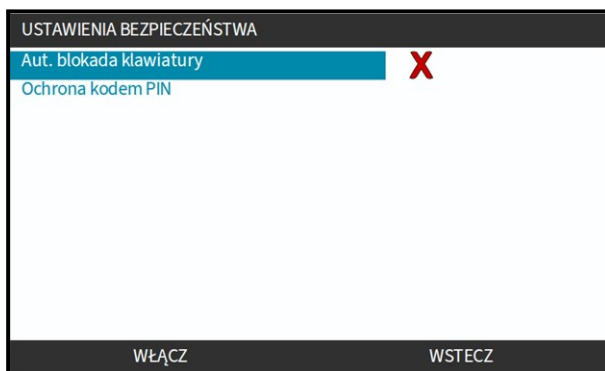 USTAWIENIA BEZPIECZEŃSTWA
Aut. blokada klawiatury
Ochrona kodem PIN
WŁĄCZ WSTECZ